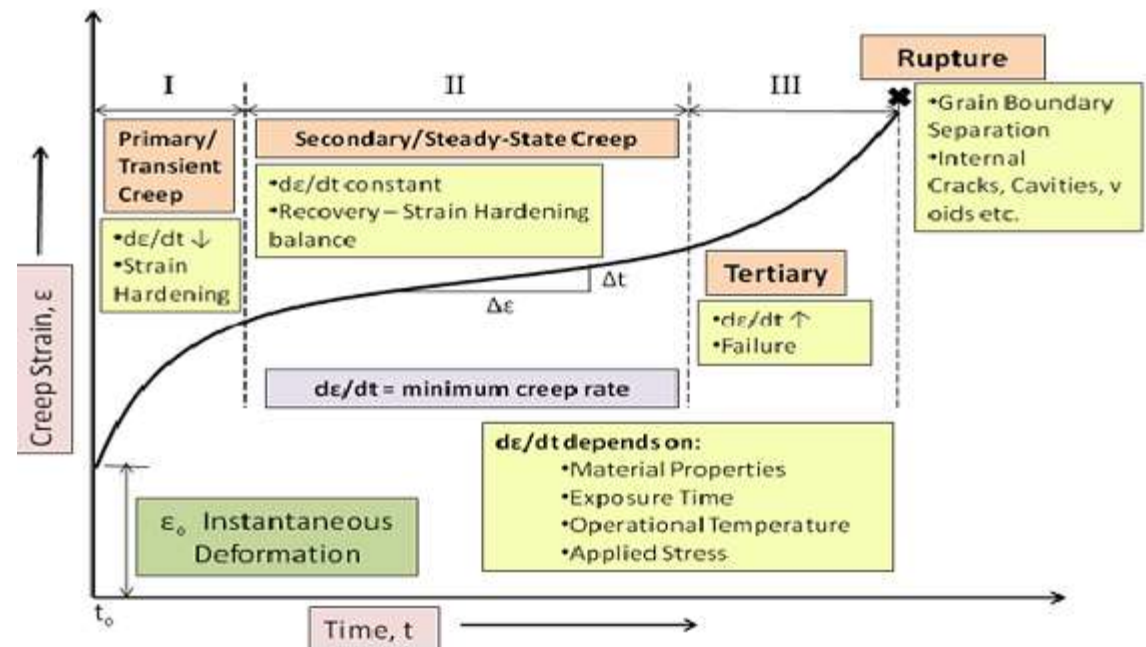 I
II
III
Rupture
•Grain Boundary
Separation
•Internal
Cracks, Cavities, v
oids etc.
Primary/
Transient
Creep
•dε/dt ↓
•Strain
Hardening
Secondary/Steady-State Creep
•dε/dt constant
•Recovery – Strain Hardening
balance
Δt
Δε
Tertiary
•dε/dt ↑
•Failure
dε/dt = minimum creep rate
dε/dt depends on:
•Material Properties
•Exposure Time
•Operational Temperature
•Applied Stress
Creep Strain, ε
ε₀ Instantaneous
Deformation
t₀
Time, t